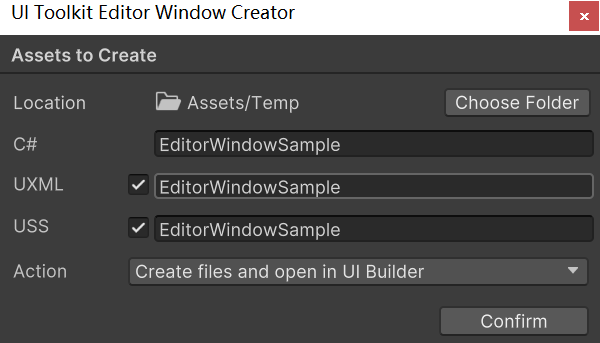 UI Toolkit Editor Window Creator
Assets to Create
Location Assets/Temp Choose Folder
C# EditorWindowSample
UXML EditorWindowSample
USS EditorWindowSample
Action Create files and open in UI Builder
Confirm